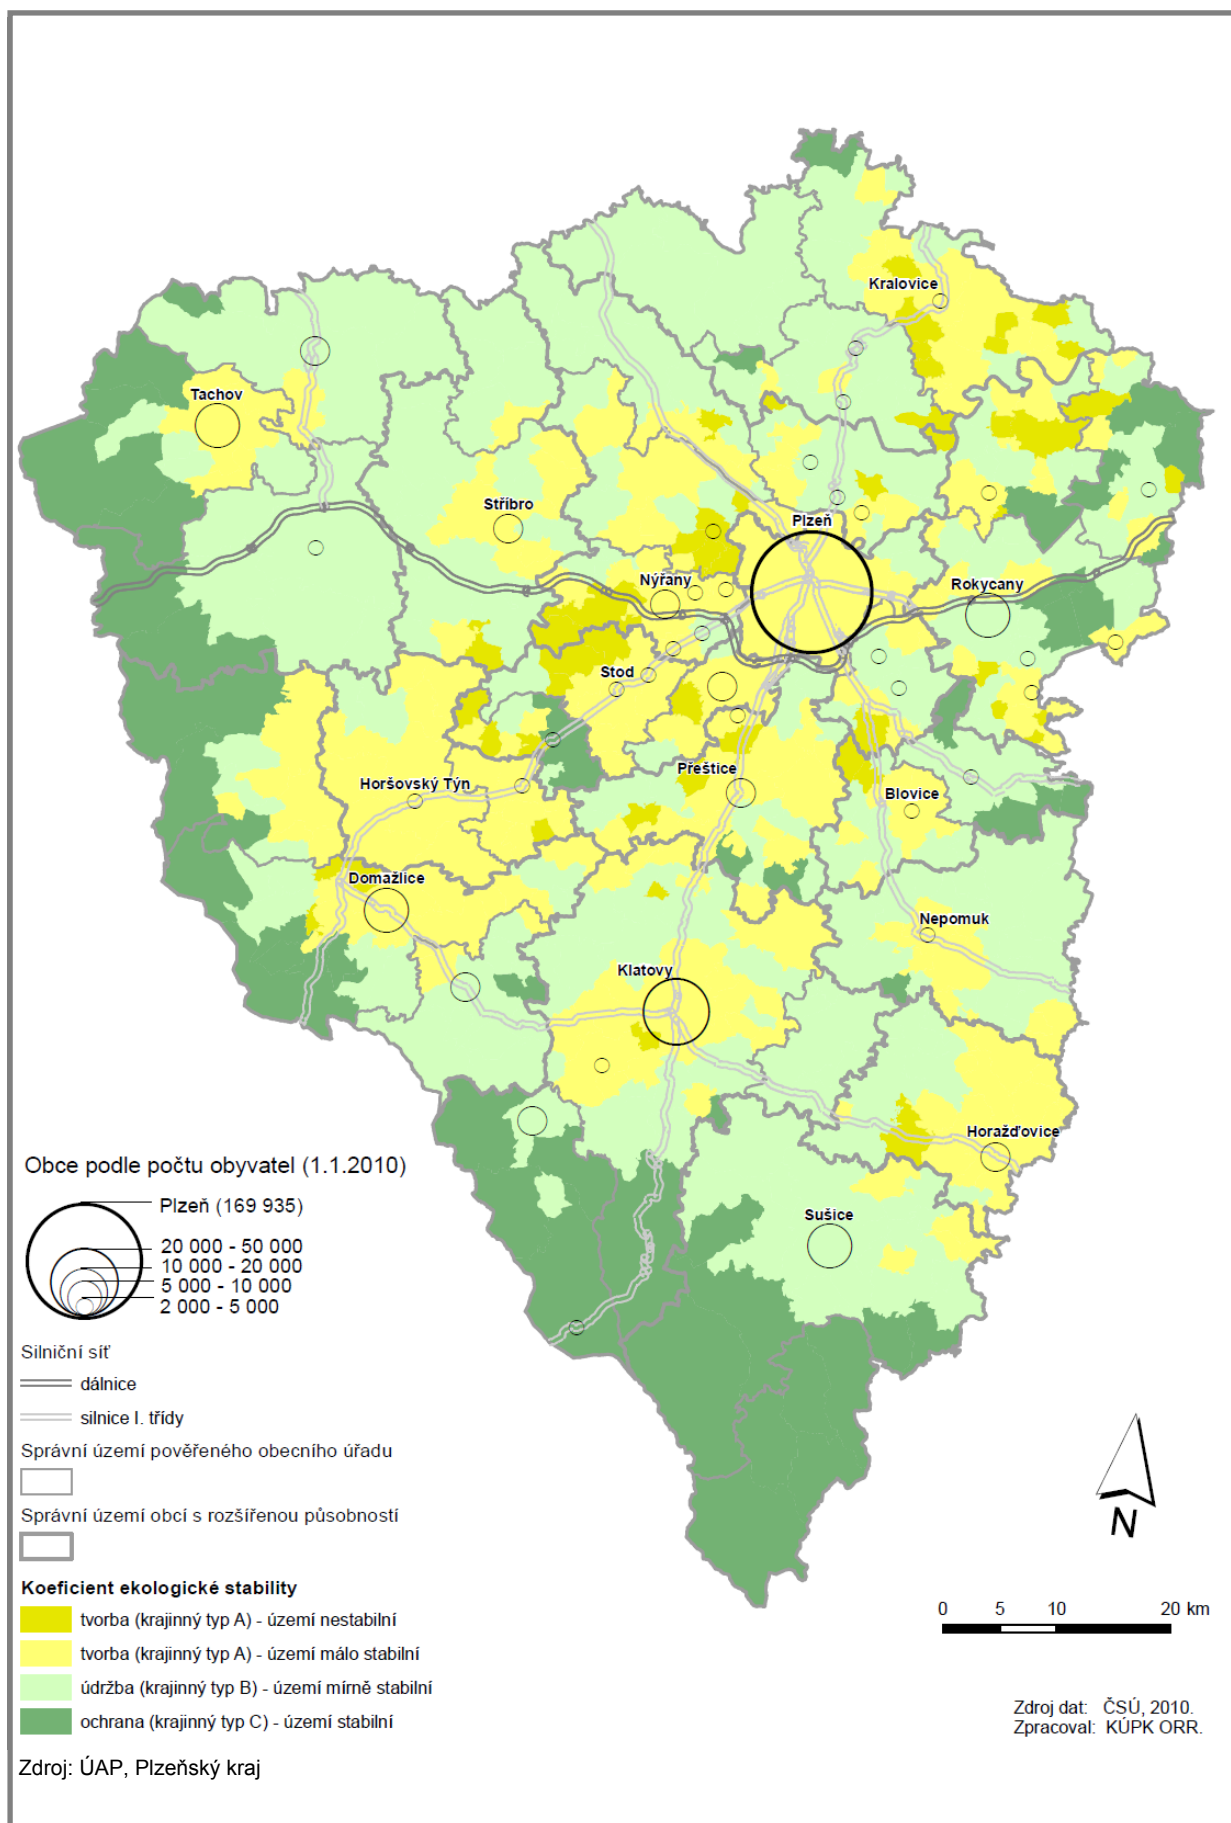 Kralovice
Tachov
Stříbro
Plzeň
Nýřany
Rokycany
Stod
Přeštice
Horšovský Týn
Blovice
Domažlice
Nepomuk
Klatovy
Horažďovice
Sušice
Obce podle počtu obyvatel (1.1.2010)
Plzeň (169 935)
20 000 - 50 000
10 000 - 20 000
5 000 - 10 000
2 000 - 5 000
Silniční síť
dálnice
silnice I. třídy
Správní území pověřeného obecního úřadu
Správní území obcí s rozšířenou působností
Koeficient ekologické stability
tvorba (krajinný typ A) - území nestabilní
tvorba (krajinný typ A) - území málo stabilní
údržba (krajinný typ B) - území mírně stabilní
ochrana (krajinný typ C) - území stabilní
N
0 5 10 20 km
Zdroj dat: ČSÚ, 2010.
Zpracoval: KÚPK ORR.
Zdroj: ÚAP, Plzeňský kraj